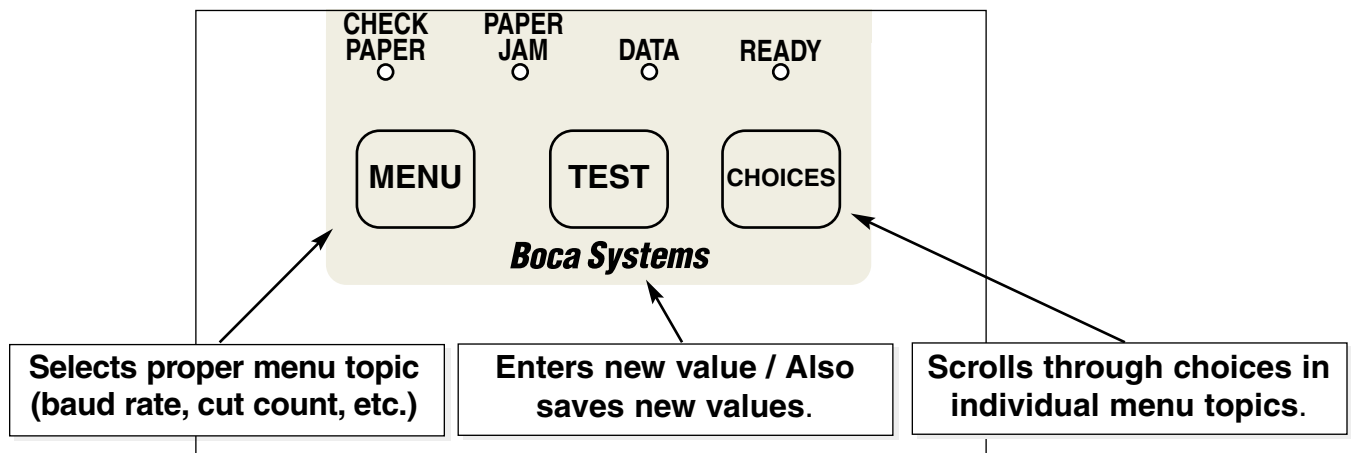 CHECK
PAPER
PAPER
JAM
DATA
READY
MENU
TEST
CHOICES
Boca Systems
Selects proper menu topic
(baud rate, cut count, etc.)
Enters new value / Also
saves new values.
Scrolls through choices in
individual menu topics.